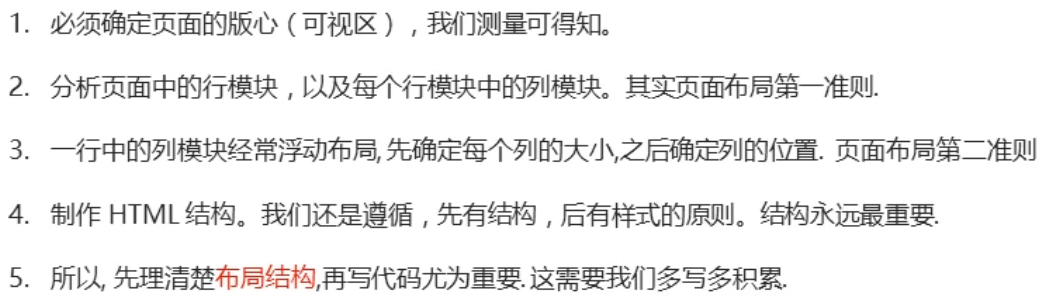 1. 必须确定页面的版心（可视区），我们测量可得知。
2. 分析页面中的行模块，以及每个行模块中的列模块。其实页面布局第一准则.
3. 一行中的列模块经常浮动布局,先确定每个列的大小,之后确定列的位置. 页面布局第二准则
4. 制作 HTML 结构。我们还是遵循，先有结构，后有样式的原则。结构永远最重要.
5. 所以, 先理清楚布局结构,再写代码尤为重要.这需要我们多写多积累.